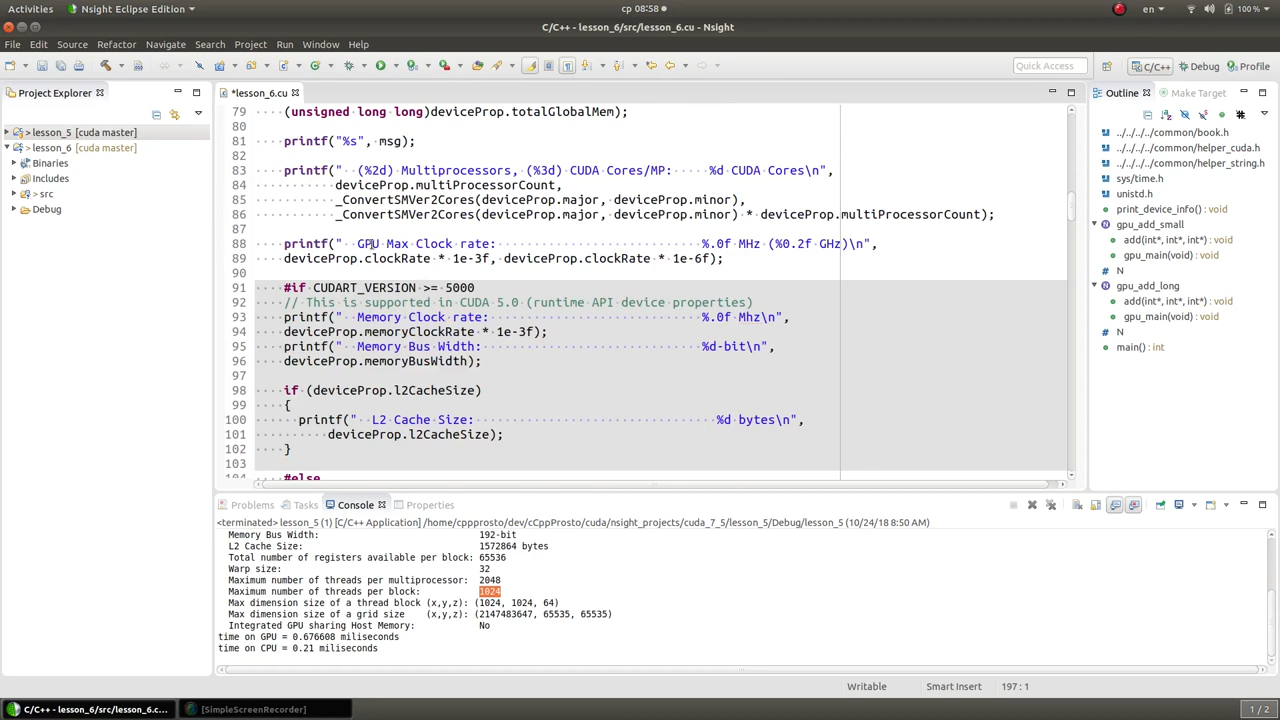 Activities
Nsight Eclipse Edition
ср 08:58
en
100 %
C/C++ - lesson_6/src/lesson_6.cu - Nsight
File Edit Source Refactor Navigate Search Project Run Window Help
Quick Access
C/C++
Debug
Profile
Project Explorer
> lesson_5 [cuda master]
> lesson_6 [cuda master]
Binaries
Includes
> src
Debug
*lesson_6.cu
79 (unsigned long long)deviceProp.totalGlobalMem);
80
81 printf("%s", msg);
82
83 printf(" (%2d) Multiprocessors, (%3d) CUDA Cores/MP: %d CUDA Cores\n",
84 deviceProp.multiProcessorCount,
85 _ConvertSMVer2Cores(deviceProp.major, deviceProp.minor),
86 _ConvertSMVer2Cores(deviceProp.major, deviceProp.minor) * deviceProp.multiProcessorCount);
87
88 printf(" GPU Max Clock rate: %.0f MHz (%0.2f GHz)\n",
89 deviceProp.clockRate * 1e-3f, deviceProp.clockRate * 1e-6f);
90
91 #if CUDART_VERSION >= 5000
92 // This is supported in CUDA 5.0 (runtime API device properties)
93 printf(" Memory Clock rate: %.0f Mhz\n",
94 deviceProp.memoryClockRate * 1e-3f);
95 printf(" Memory Bus Width: %d-bit\n",
96 deviceProp.memoryBusWidth);
97
98 if (deviceProp.l2CacheSize)
99 {
100 printf(" L2 Cache Size: %d bytes\n",
101 deviceProp.l2CacheSize);
102 }
103
104 #else
Outline
Make Target
../../../../common/book.h
../../../../common/helper_cuda.h
../../../../common/helper_string.h
sys/time.h
unistd.h
print_device_info() : void
gpu_add_small
add(int*, int*, int*) : void
gpu_main(void) : void
N
gpu_add_long
add(int*, int*, int*) : void
gpu_main(void) : void
N
main() : int
Problems
Tasks
Console
Properties
<terminated> lesson_5 (1) [C/C++ Application] /home/cppprosto/dev/cCppProsto/cuda/nsight_projects/cuda_7_5/lesson_5/Debug/lesson_5 (10/24/18 8:50 AM)
Memory Bus Width: 192-bit
L2 Cache Size: 1572864 bytes
Total number of registers available per block: 65536
Warp size: 32
Maximum number of threads per multiprocessor: 2048
Maximum number of threads per block: 1024
Max dimension size of a thread block (x,y,z): (1024, 1024, 64)
Max dimension size of a grid size (x,y,z): (2147483647, 65535, 65535)
Integrated GPU sharing Host Memory: No
time on GPU = 0.676608 miliseconds
time on CPU = 0.21 miliseconds
Writable
Smart Insert
197 : 1
C/C++ - lesson_6/src/lesson_6.c...
[SimpleScreenRecorder]
1 / 2